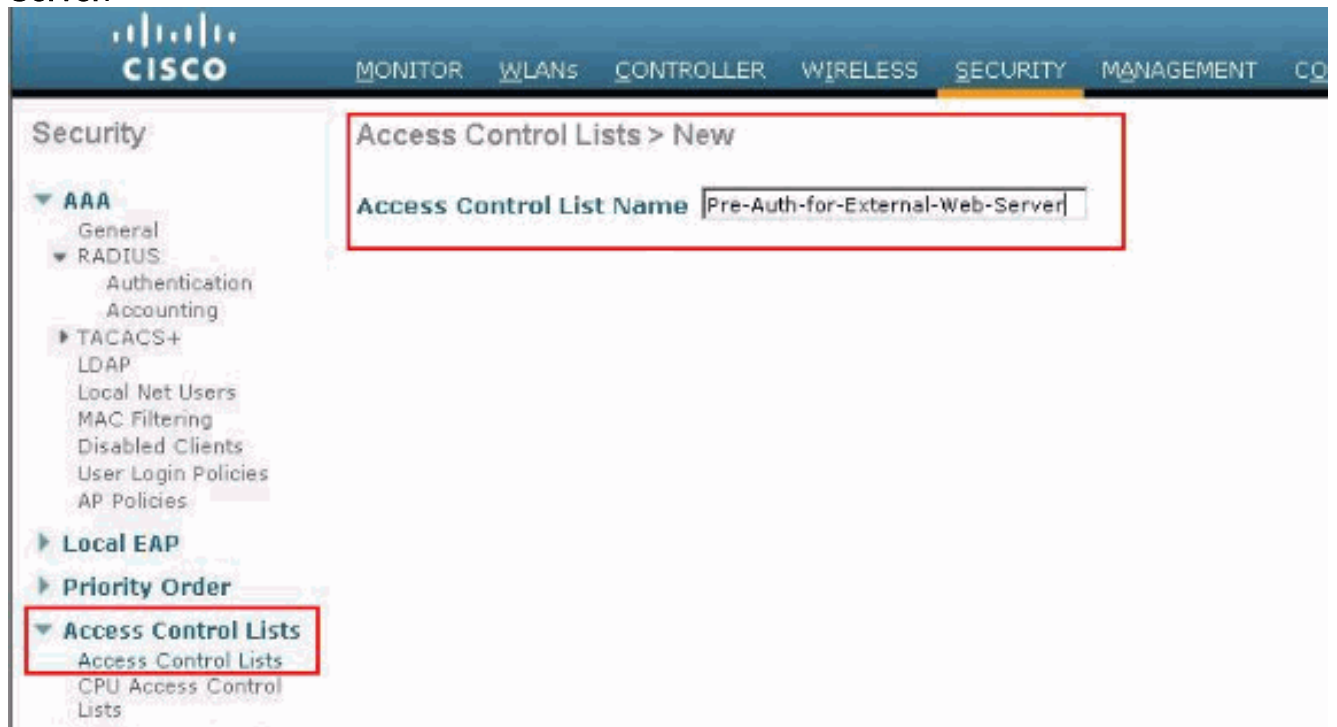 CISCO
MONITOR WLANs CONTROLLER WIRELESS SECURITY MANAGEMENT
Security
AAA
General
RADIUS
Authentication
Accounting
TACACS+
LDAP
Local Net Users
MAC Filtering
Disabled Clients
User Login Policies
AP Policies
Local EAP
Priority Order
Access Control Lists
Access Control Lists
CPU Access Control
Lists
Access Control Lists > New
Access Control List Name Pre-Auth-for-External-Web-Server